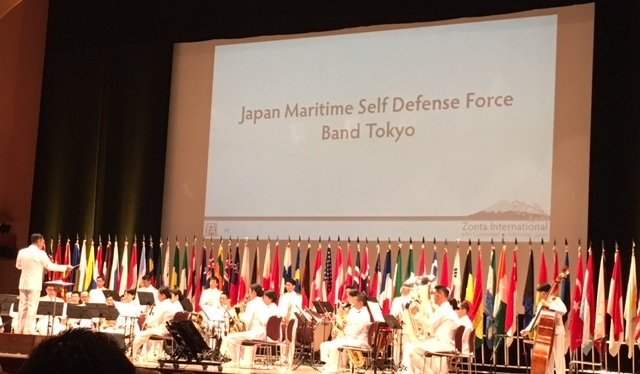 Japan Maritime Self Defense Force
Band Tokyo
Zonta International